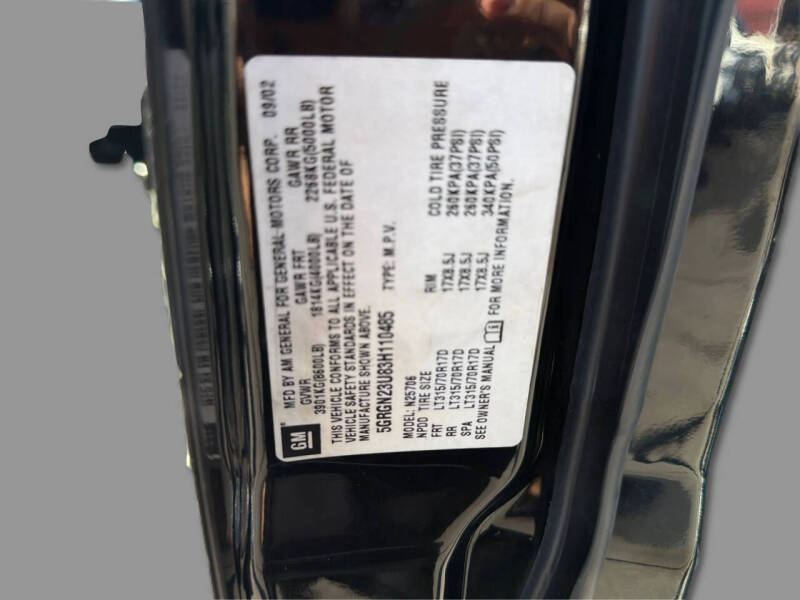 GM
MFD BY AM GENERAL FOR GENERAL MOTORS CORP. 09/02
GVWR GAWR FRT GAWR RR
3901KG(8600LB) 1814KG(4000LB) 2268KG(5000LB)
THIS VEHICLE CONFORMS TO ALL APPLICABLE U.S. FEDERAL MOTOR
VEHICLE SAFETY STANDARDS IN EFFECT ON THE DATE OF
MANUFACTURE SHOWN ABOVE.
5GRGN23U83H110485 TYPE: M.P.V.
MODEL: N25706
NPDD TIRE SIZE RIM COLD TIRE PRESSURE
FRT LT315/70R17D 17X8.5J 260KPA(37PSI)
RR LT315/70R17D 17X8.5J 260KPA(37PSI)
SPA LT315/70R17D 17X8.5J 340KPA(50PSI)
SEE OWNER'S MANUAL FOR MORE INFORMATION.